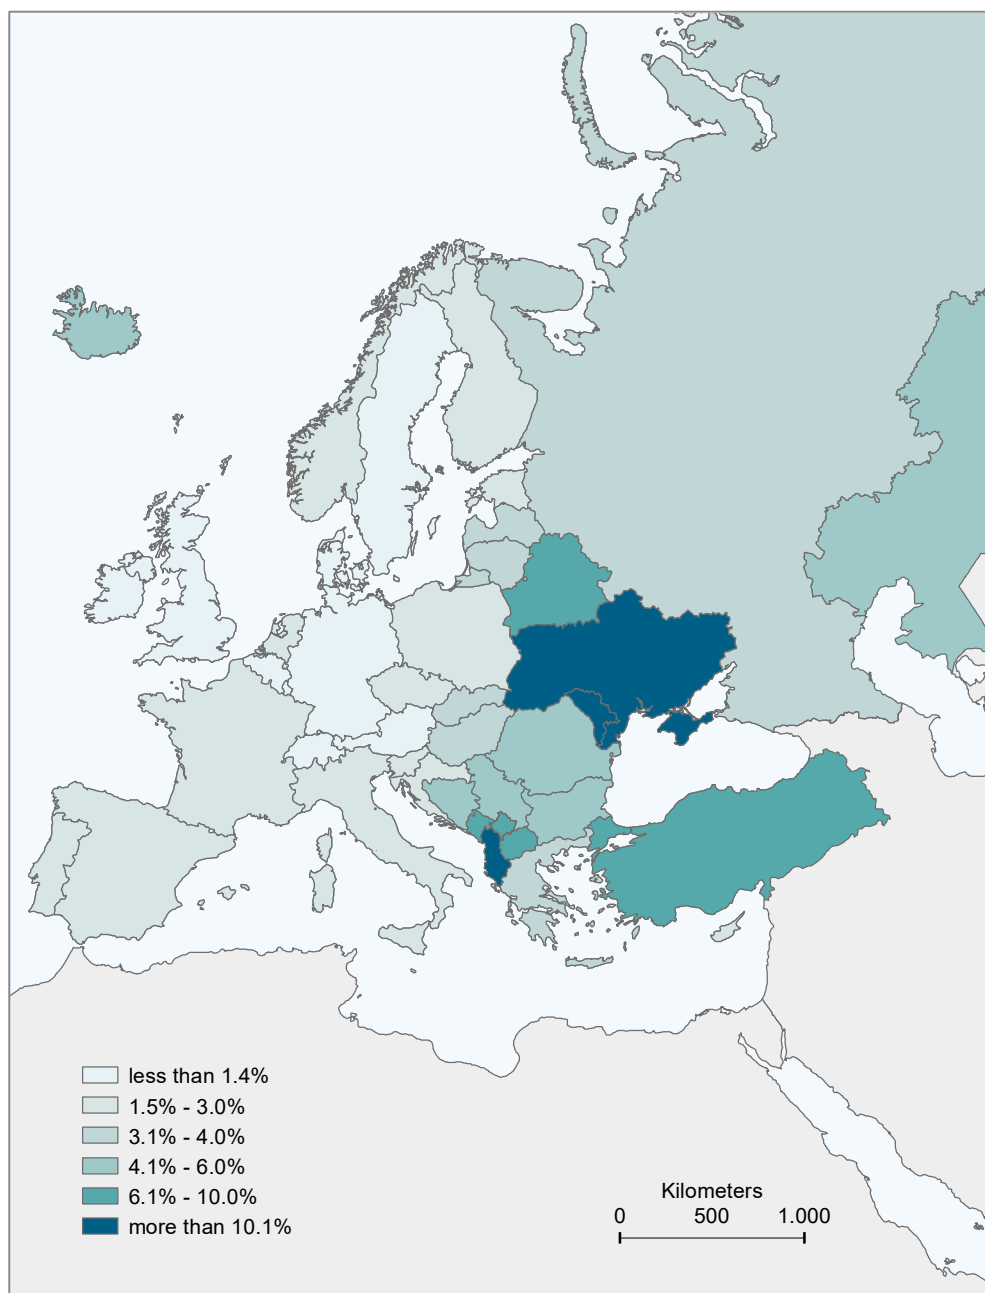 less than 1.4%
1.5% - 3.0%
3.1% - 4.0%
4.1% - 6.0%
6.1% - 10.0%
more than 10.1%
Kilometers
0 500 1.000